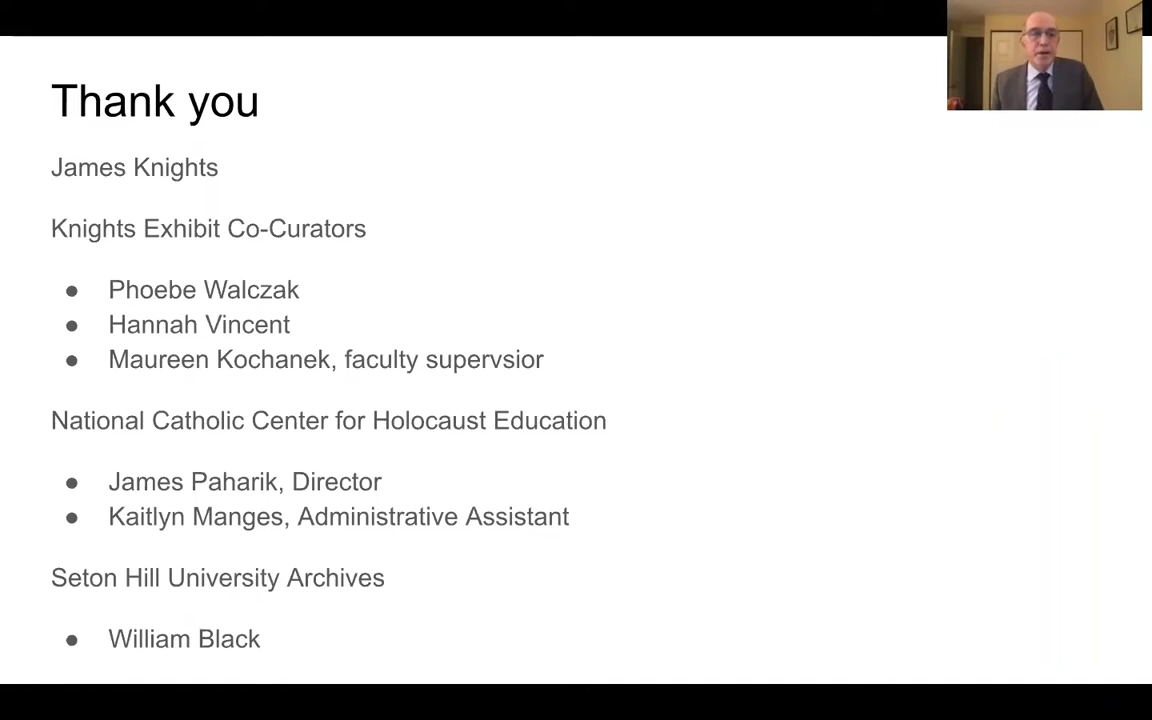 Thank you
James Knights
Knights Exhibit Co-Curators
● Phoebe Walczak
● Hannah Vincent
● Maureen Kochanek, faculty supervsior
National Catholic Center for Holocaust Education
● James Paharik, Director
● Kaitlyn Manges, Administrative Assistant
Seton Hill University Archives
● William Black